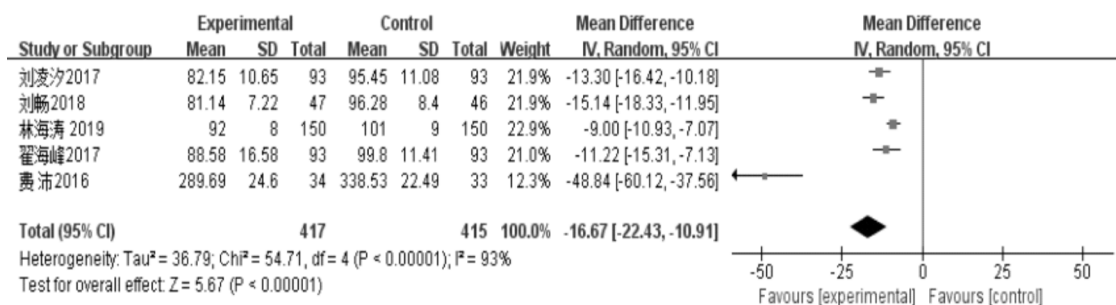 Experimental Control Mean Difference Mean Difference
Study or Subgroup Mean SD Total Mean SD Total Weight IV, Random, 95% CI IV, Random, 95% CI
刘凌汐2017 82.15 10.65 93 95.45 11.08 93 21.9% -13.30 [-16.42, -10.18]
刘畅2018 81.14 7.22 47 96.28 8.4 46 21.9% -15.14 [-18.33, -11.95]
林海涛 2019 92 8 150 101 9 150 22.9% -9.00 [-10.93, -7.07]
翟海峰2017 88.58 16.58 93 99.8 11.41 93 21.0% -11.22 [-15.31, -7.13]
费沛2016 289.69 24.6 34 338.53 22.49 33 12.3% -48.84 [-60.12, -37.56]
Total (95% CI) 417 415 100.0% -16.67 [-22.43, -10.91]
Heterogeneity: Tau² = 36.79; Chi² = 54.71, df = 4 (P < 0.00001); I² = 93%
Test for overall effect: Z = 5.67 (P < 0.00001)
-50 -25 0 25 50
Favours [experimental] Favours [control]